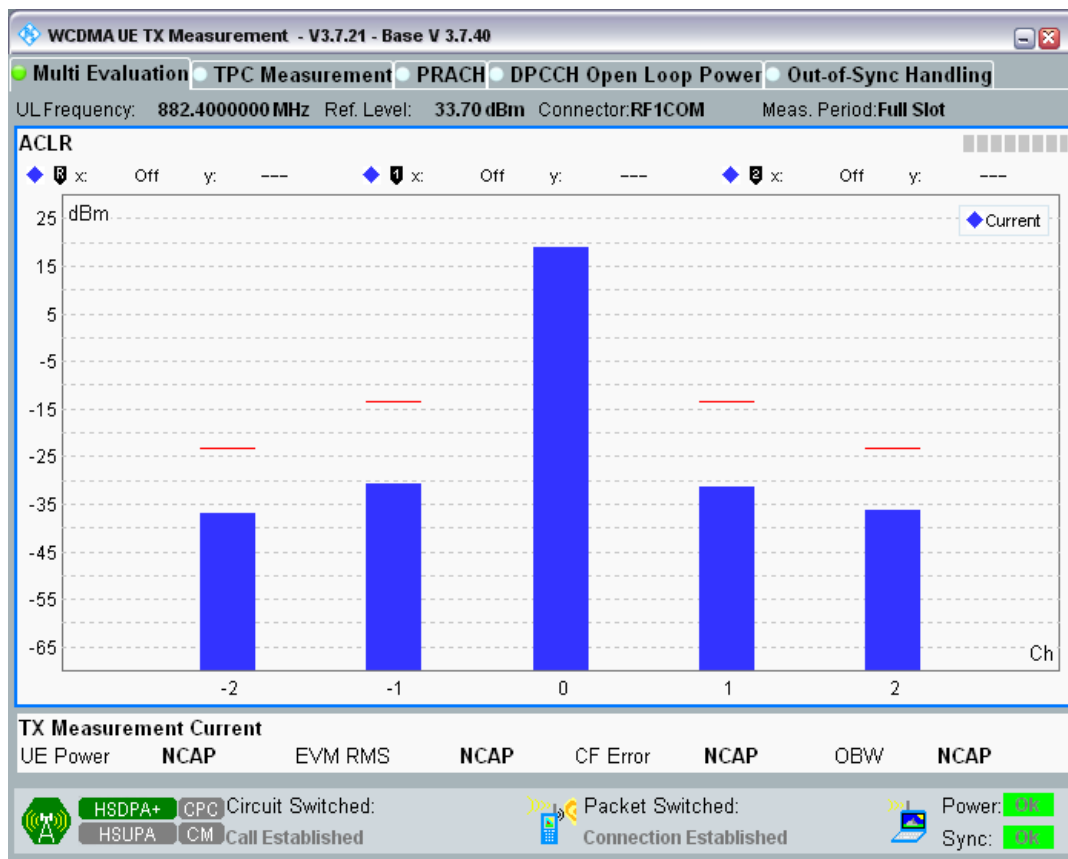 WCDMA UE TX Measurement - V3.7.21 - Base V 3.7.40
Multi Evaluation TPC Measurement PRACH DPCCH Open Loop Power Out-of-Sync Handling
UL Frequency: 882.4000000 MHz Ref. Level: 33.70 dBm Connector:RF1COM Meas. Period:Full Slot
ACLR
R x: Off y: --- 1 x: Off y: --- 2 x: Off y: ---
25 dBm
Current
15
5
-5
-15
-25
-35
-45
-55
-65
Ch
-2 -1 0 1 2
TX Measurement Current
UE Power NCAP EVM RMS NCAP CF Error NCAP OBW NCAP
HSDPA+ CPC Circuit Switched: Packet Switched: Power: OK
HSUPA CM Call Established Connection Established Sync: OK